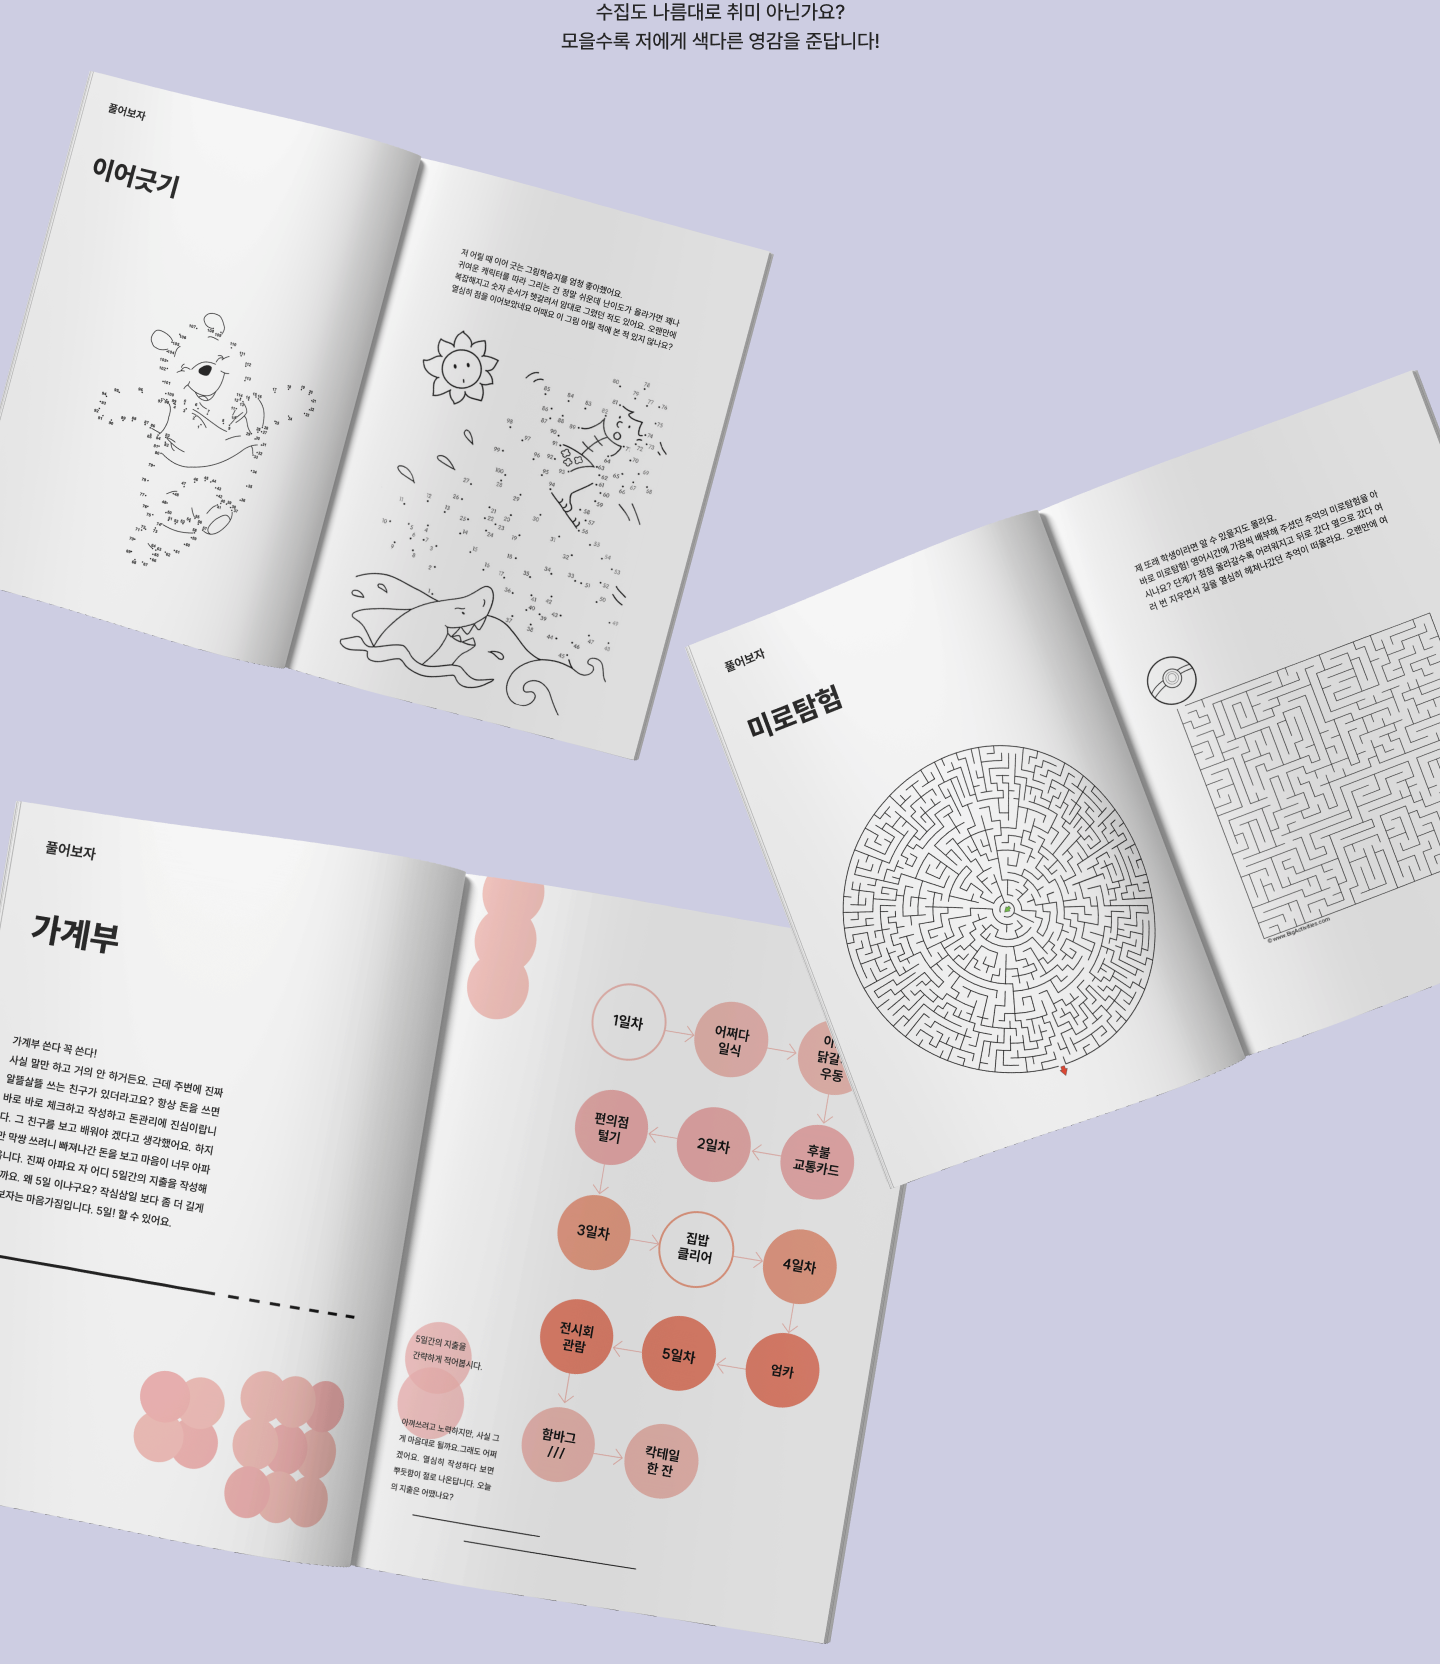 수집도 나름대로 취미 아닌가요?
모을수록 저에게 색다른 영감을 준답니다!
풀어보자
이어긋기
저 어릴 때 이어 긋는 그림학습지를 엄청 좋아했어요.
귀여운 캐릭터를 따라 그리는 건 정말 쉬운데 난이도가 올라가면 꽤나
복잡해지고 숫자 순서가 헷갈려서 맘대로 그렸던 적도 있어요. 오랜만에
열심히 점을 이어보았네요 어때요 이 그림 어릴 적에 본 적 있지 않나요?
풀어보자
미로탐험
제 또래 학생이라면 알 수 있을지도 몰라요.
바로 미로탐험! 영어시간에 가끔씩 배부해 주셨던 추억의 미로탐험을 아
시나요? 단계가 점점 올라갈수록 어려워지고 뒤로 갔다 옆으로 갔다 여
러 번 지우면서 길을 열심히 헤쳐나갔던 추억이 떠올라요. 오랜만에 여
© www.BigActivities.com
풀어보자
가계부
가계부 쓴다 꼭 쓴다!
사실 말만 하고 거의 안 하거든요. 근데 주변에 진짜
알뜰살뜰 쓰는 친구가 있더라고요? 항상 돈을 쓰면
바로 바로 체크하고 작성하고 돈관리에 진심이랍니
다. 그 친구를 보고 배워야 겠다고 생각했어요. 하지
만 막쌍 쓰려니 빠져나간 돈을 보고 마음이 너무 아파
옵니다. 진짜 아파요 자 어디 5일간의 지출을 작성해
까요. 왜 5일 이냐구요? 작심삼일 보다 좀 더 길게
보자는 마음가짐입니다. 5일! 할 수 있어요.
1일차
어쩌다
일식
닭갈
우동
편의점
털기
2일차
후불
교통카드
3일차
집밥
클리어
4일차
전시회
관람
5일차
엄카
함바그
///
칵테일
한 잔
5일간의 지출을
간략하게 적어봅시다.
아껴쓰려고 노력하지만, 사실 그
게 마음대로 될까요.그래도 어쩌
겠어요. 열심히 작성하다 보면
뿌듯함이 절로 나온답니다. 오늘
의 지출은 어땠나요?